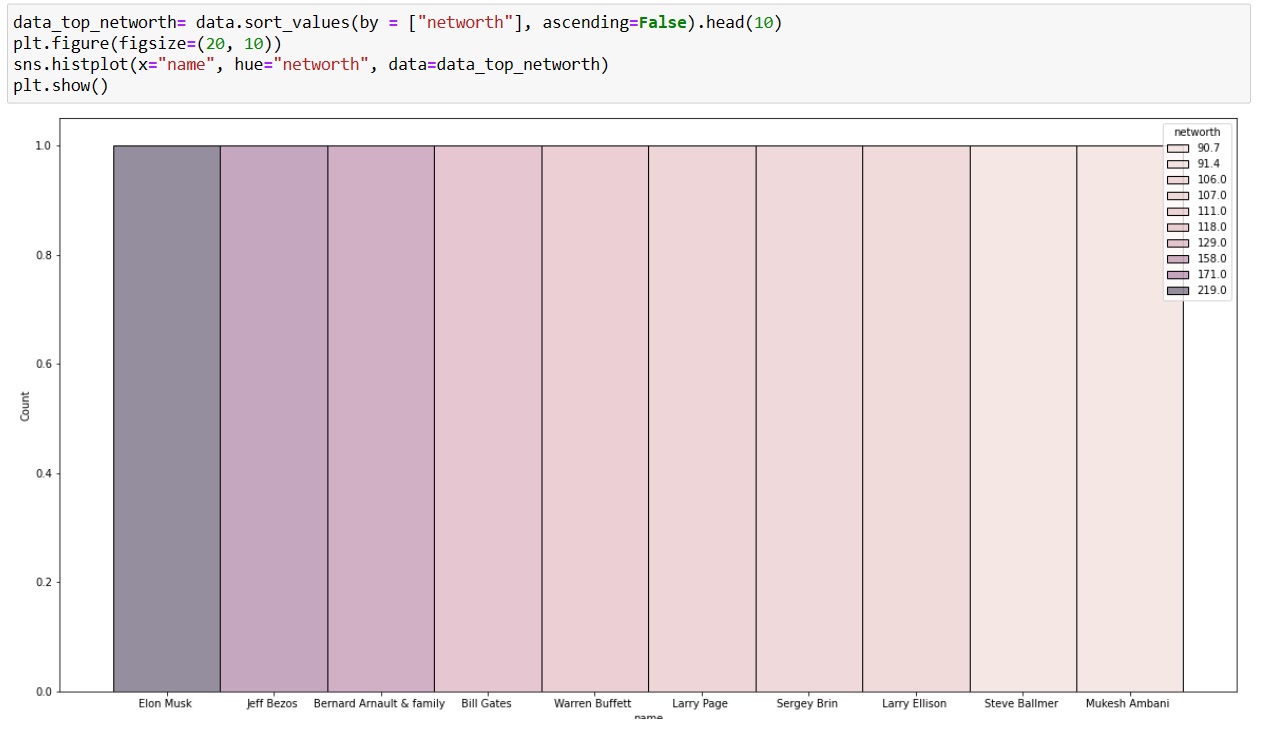 data_top_networth= data.sort_values(by = ["networth"], ascending=False).head(10)
plt.figure(figsize=(20, 10))
sns.histplot(x="name", hue="networth", data=data_top_networth)
plt.show()
networth
90.7
91.4
106.0
107.0
111.0
118.0
129.0
158.0
171.0
219.0
1.0
0.8
0.6
0.4
0.2
0.0
Count
Elon Musk Jeff Bezos Bernard Arnault & family Bill Gates Warren Buffett Larry Page Sergey Brin Larry Ellison Steve Ballmer Mukesh Ambani
name